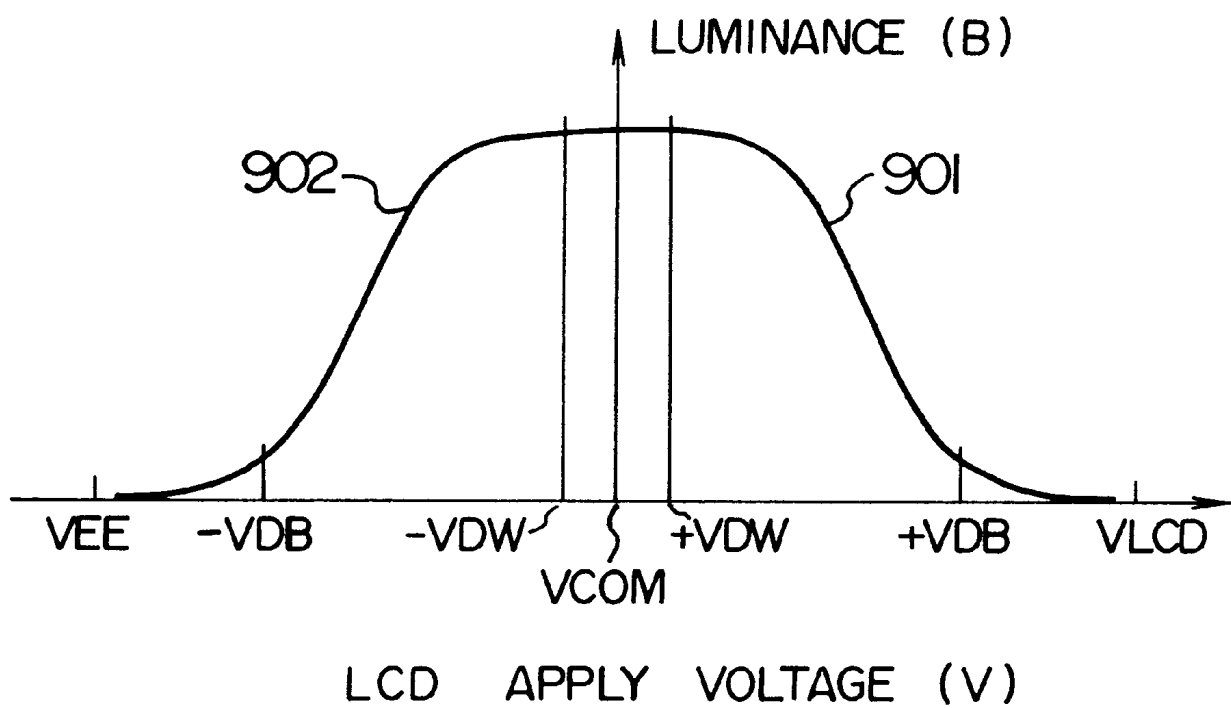 LUMINANCE (B)
902
901
VEE
-VDB
-VDW
+VDW
+VDB
VLCD
VCOM
LCD APPLY VOLTAGE (V)